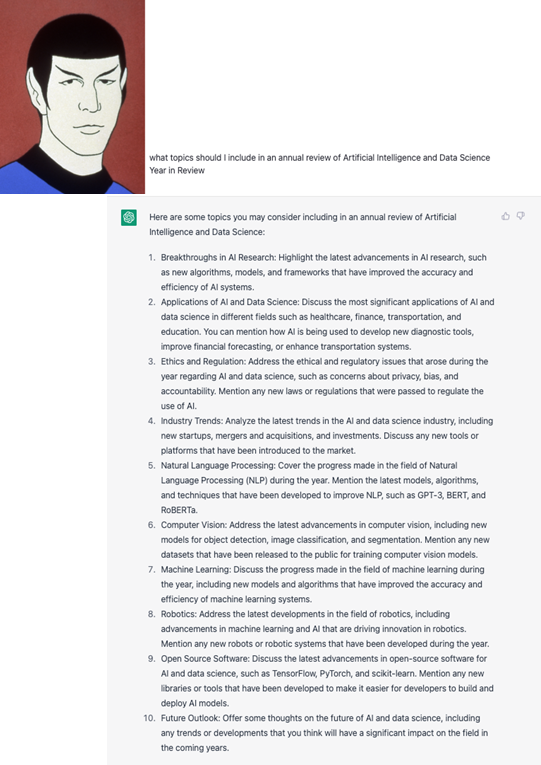 what topics should I include in an annual review of Artificial Intelligence and Data Science
Year in Review
Here are some topics you may consider including in an annual review of Artificial
Intelligence and Data Science:
1. Breakthroughs in AI Research: Highlight the latest advancements in AI research, such
as new algorithms, models, and frameworks that have improved the accuracy and
efficiency of AI systems.
2. Applications of AI and Data Science: Discuss the most significant applications of AI and
data science in different fields such as healthcare, finance, transportation, and
education. You can mention how AI is being used to develop new diagnostic tools,
improve financial forecasting, or enhance transportation systems.
3. Ethics and Regulation: Address the ethical and regulatory issues that arose during the
year regarding AI and data science, such as concerns about privacy, bias, and
accountability. Mention any new laws or regulations that were passed to regulate the
use of AI.
4. Industry Trends: Analyze the latest trends in the AI and data science industry, including
new startups, mergers and acquisitions, and investments. Discuss any new tools or
platforms that have been introduced to the market.
5. Natural Language Processing: Cover the progress made in the field of Natural
Language Processing (NLP) during the year. Mention the latest models, algorithms,
and techniques that have been developed to improve NLP, such as GPT-3, BERT, and
RoBERTa.
6. Computer Vision: Address the latest advancements in computer vision, including new
models for object detection, image classification, and segmentation. Mention any new
datasets that have been released to the public for training computer vision models.
7. Machine Learning: Discuss the progress made in the field of machine learning during
the year, including new models and algorithms that have improved the accuracy and
efficiency of machine learning systems.
8. Robotics: Address the latest developments in the field of robotics, including
advancements in machine learning and AI that are driving innovation in robotics.
Mention any new robots or robotic systems that have been developed during the year.
9. Open Source Software: Discuss the latest advancements in open-source software for
AI and data science, such as TensorFlow, PyTorch, and scikit-learn. Mention any new
libraries or tools that have been developed to make it easier for developers to build and
deploy AI models.
10. Future Outlook: Offer some thoughts on the future of AI and data science, including
any trends or developments that you think will have a significant impact on the field in
the coming years.